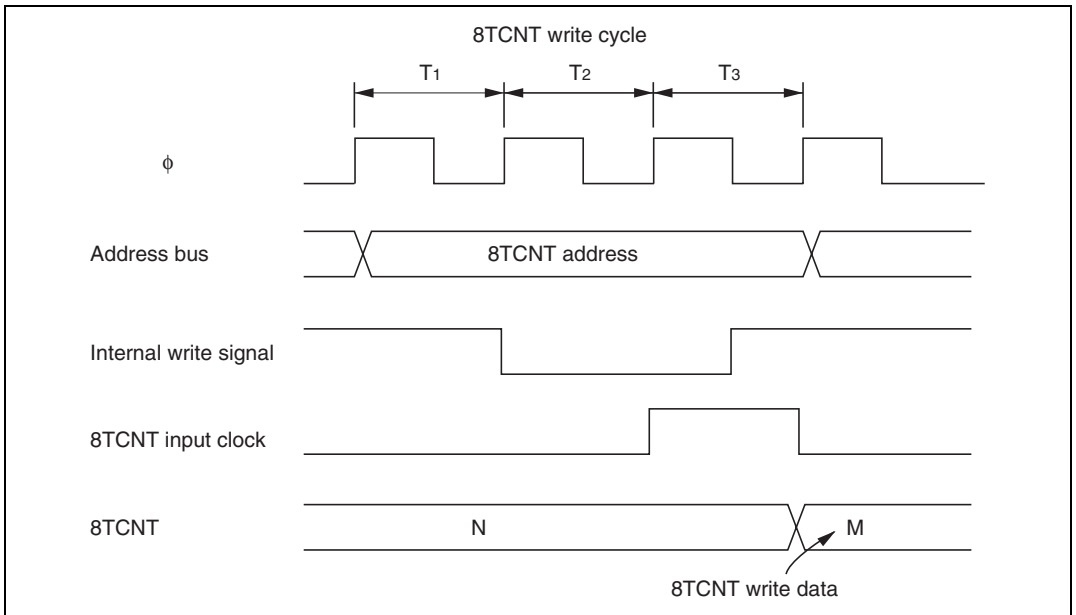 8TCNT write cycle
T1 T2 T3
φ
Address bus 8TCNT address
Internal write signal
8TCNT input clock
8TCNT N M
8TCNT write data